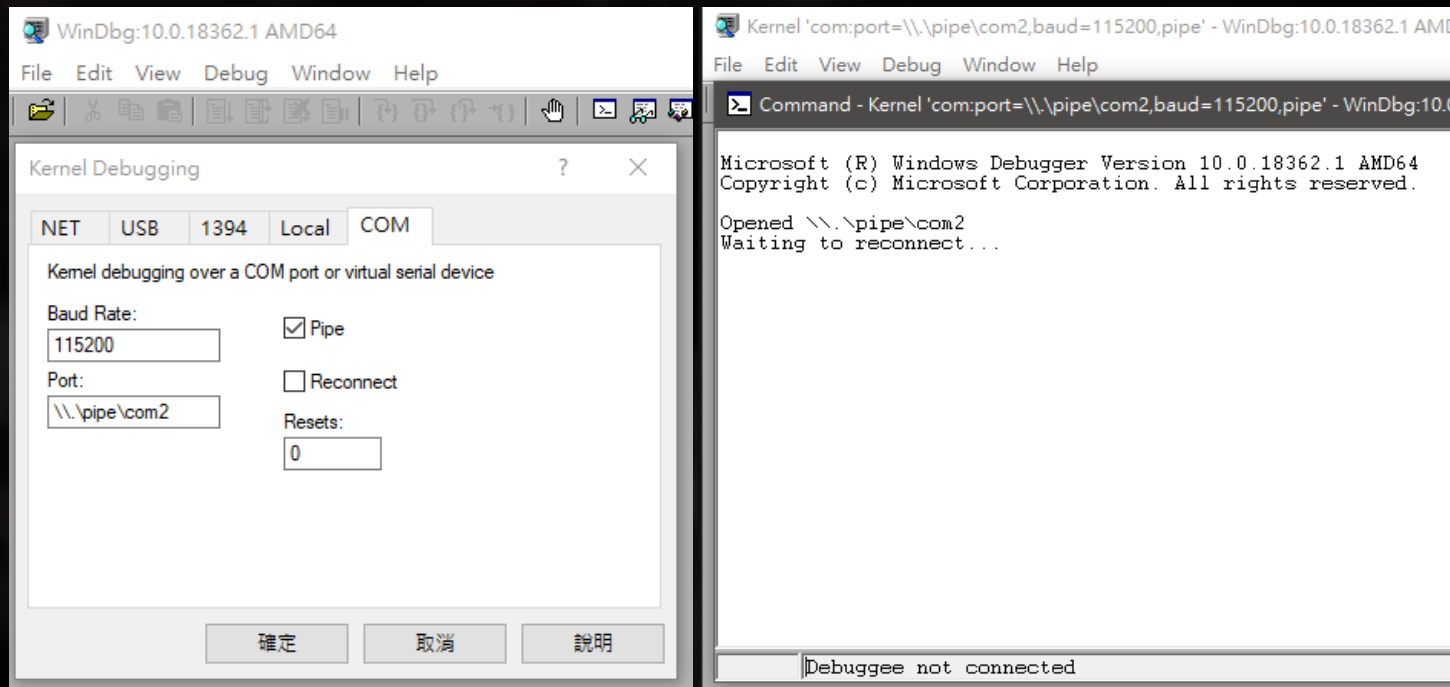 WinDbg:10.0.18362.1 AMD64
File Edit View Debug Window Help
Kernel Debugging
NET USB 1394 Local COM
Kernel debugging over a COM port or virtual serial device
Baud Rate:
115200
Pipe
Port:
\\.\pipe\com2
Reconnect
Resets:
0
確定 取消 說明
Kernel 'com:port=\\.\pipe\com2,baud=115200,pipe' - WinDbg:10.0.18362.1 AMD
File Edit View Debug Window Help
Command - Kernel 'com:port=\\.\pipe\com2,baud=115200,pipe' - WinDbg:10.0
Microsoft (R) Windows Debugger Version 10.0.18362.1 AMD64
Copyright (c) Microsoft Corporation. All rights reserved.
Opened \\.\pipe\com2
Waiting to reconnect...
Debuggee not connected